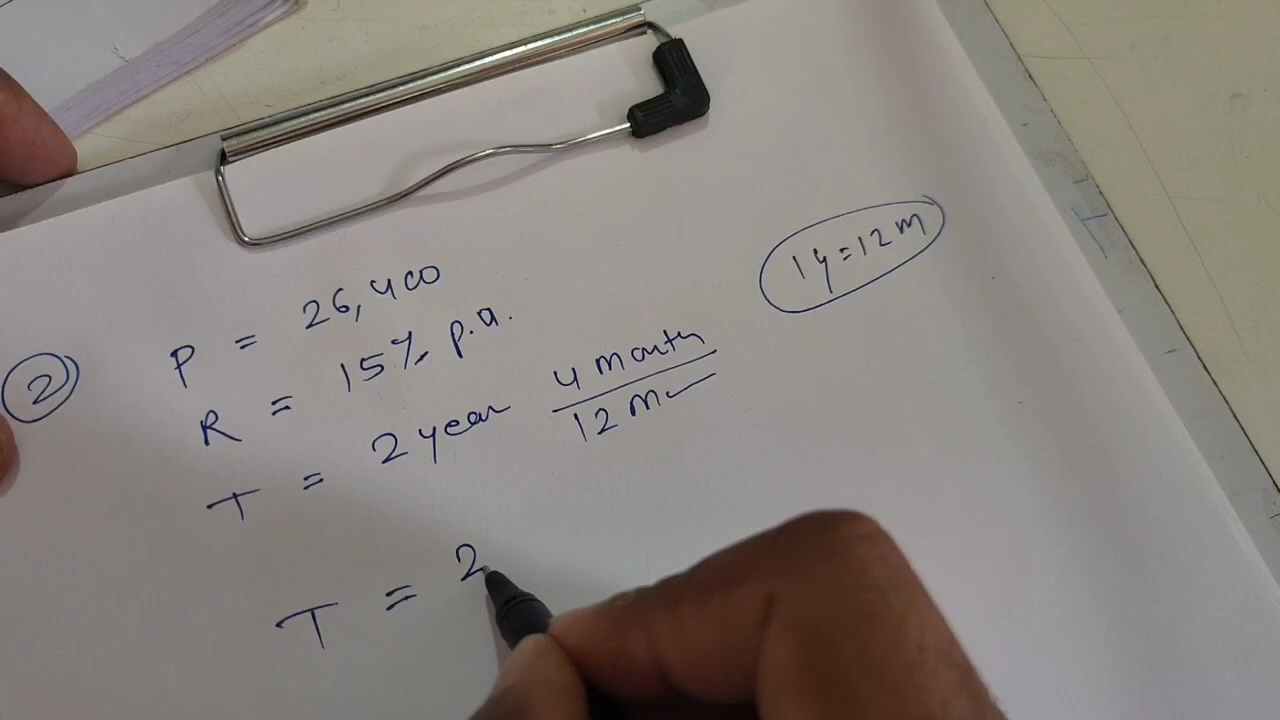 1y=12m
② P = 26,400
R = 15% p.a.
T = 2 year 4 month
12 m
T = 2